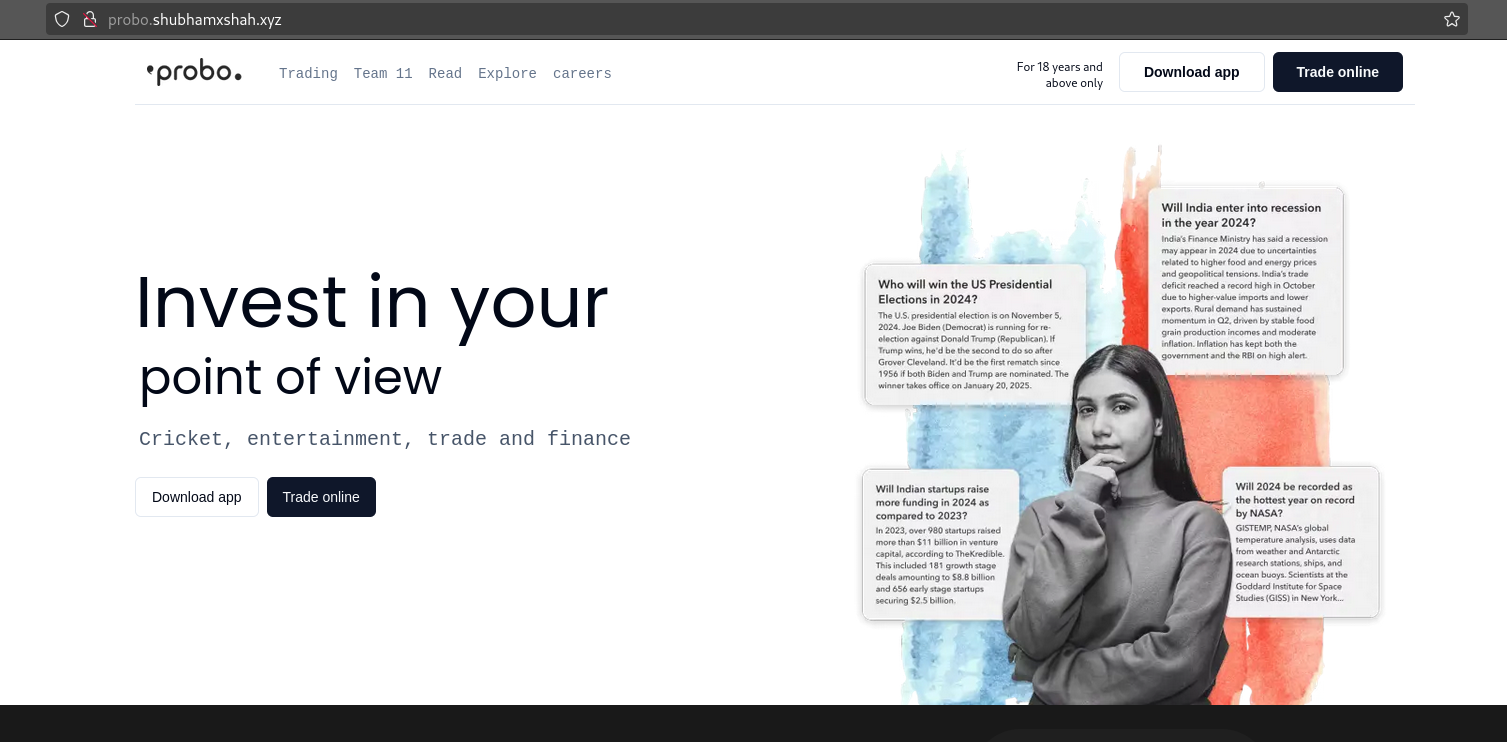 probo.shubhamxshah.xyz
probo.
Trading Team 11 Read Explore careers
For 18 years and
above only
Download app
Trade online
Invest in your
point of view
Cricket, entertainment, trade and finance
Download app
Trade online
Who will win the US Presidential
Elections in 2024?
The U.S. presidential election is on November 5,
2024. Joe Biden (Democrat) is running for re-
election against Donald Trump (Republican). If
Trump wins, he'd be the second to do so after
Grover Cleveland. It'd be the first rematch since
1956 if both Biden and Trump are nominated. The
winner takes office on January 20, 2025.
Will India enter into recession
in the year 2024?
India's Finance Ministry has said a recession
may appear in 2024 due to uncertainties
related to higher food and energy prices
and geopolitical tensions. India's trade
deficit reached a record high in October
due to higher-value imports and lower
exports. Rural demand has sustained
momentum in Q2, driven by stable food
grain production incomes and moderate
inflation. Inflation has kept both the
government and the RBI on high alert.
Will Indian startups raise
more funding in 2024 as
compared to 2023?
In 2023, over 980 startups raised
more than $11 billion in venture
capital, according to TheKredible.
This included 181 growth stage
deals amounting to $8.8 billion
and 656 early stage startups
securing $2.5 billion.
Will 2024 be recorded as
the hottest year on record
by NASA?
GISTEMP, NASA's global
temperature analysis, uses data
from weather and Antarctic
research stations, ships, and
ocean buoys. Scientists at the
Goddard Institute for Space
Studies (GISS) in New York...